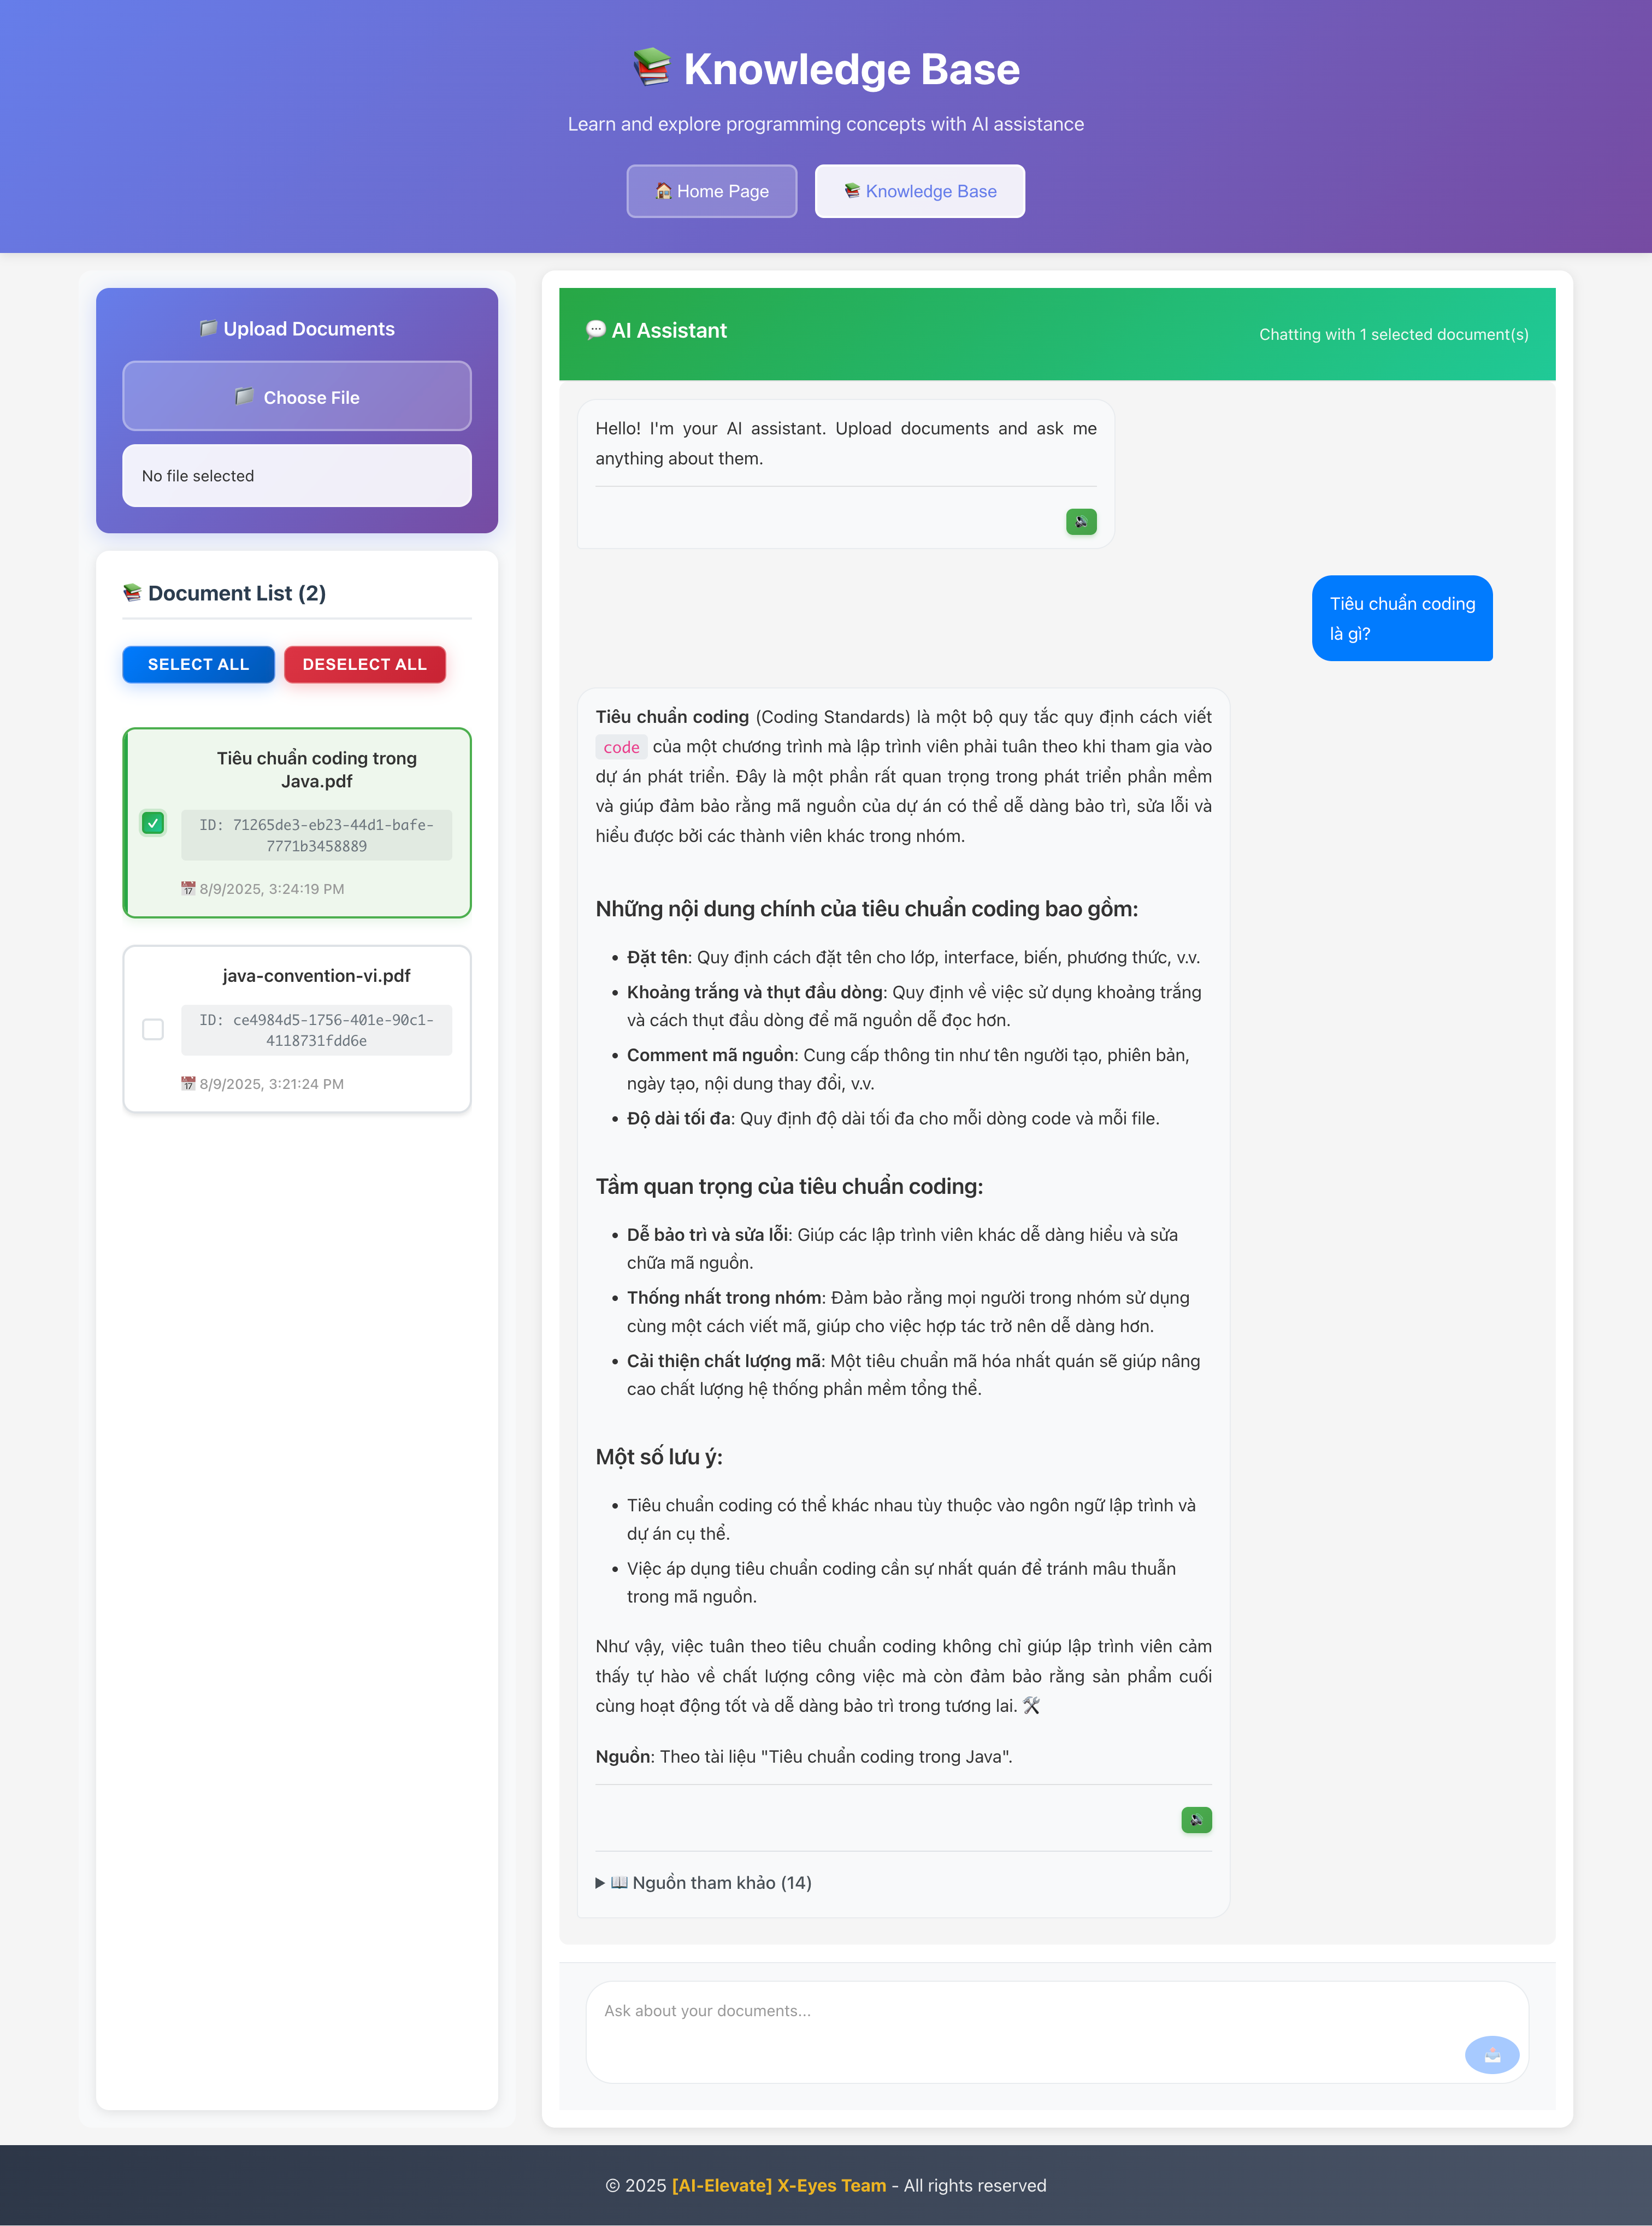 📚 Knowledge Base
Learn and explore programming concepts with AI assistance
🏠 Home Page
📚 Knowledge Base
📁 Upload Documents
📁 Choose File
No file selected
📚 Document List (2)
SELECT ALL
DESELECT ALL
Tiêu chuẩn coding trong
Java.pdf
ID: 71265de3-eb23-44d1-bafe-
7771b3458889
📅 8/9/2025, 3:24:19 PM
java-convention-vi.pdf
ID: ce4984d5-1756-401e-90c1-
4118731fdd6e
📅 8/9/2025, 3:21:24 PM
💬 AI Assistant
Chatting with 1 selected document(s)
Hello! I'm your AI assistant. Upload documents and ask me
anything about them.
Tiêu chuẩn coding
là gì?
Tiêu chuẩn coding (Coding Standards) là một bộ quy tắc quy định cách viết
code của một chương trình mà lập trình viên phải tuân theo khi tham gia vào
dự án phát triển. Đây là một phần rất quan trọng trong phát triển phần mềm
và giúp đảm bảo rằng mã nguồn của dự án có thể dễ dàng bảo trì, sửa lỗi và
hiểu được bởi các thành viên khác trong nhóm.
Những nội dung chính của tiêu chuẩn coding bao gồm:
• Đặt tên: Quy định cách đặt tên cho lớp, interface, biến, phương thức, v.v.
• Khoảng trắng và thụt đầu dòng: Quy định về việc sử dụng khoảng trắng
và cách thụt đầu dòng để mã nguồn dễ đọc hơn.
• Comment mã nguồn: Cung cấp thông tin như tên người tạo, phiên bản,
ngày tạo, nội dung thay đổi, v.v.
• Độ dài tối đa: Quy định độ dài tối đa cho mỗi dòng code và mỗi file.
Tầm quan trọng của tiêu chuẩn coding:
• Dễ bảo trì và sửa lỗi: Giúp các lập trình viên khác dễ dàng hiểu và sửa
chữa mã nguồn.
• Thống nhất trong nhóm: Đảm bảo rằng mọi người trong nhóm sử dụng
cùng một cách viết mã, giúp cho việc hợp tác trở nên dễ dàng hơn.
• Cải thiện chất lượng mã: Một tiêu chuẩn mã hóa nhất quán sẽ giúp nâng
cao chất lượng hệ thống phần mềm tổng thể.
Một số lưu ý:
• Tiêu chuẩn coding có thể khác nhau tùy thuộc vào ngôn ngữ lập trình và
dự án cụ thể.
• Việc áp dụng tiêu chuẩn coding cần sự nhất quán để tránh mâu thuẫn
trong mã nguồn.
Như vậy, việc tuân theo tiêu chuẩn coding không chỉ giúp lập trình viên cảm
thấy tự hào về chất lượng công việc mà còn đảm bảo rằng sản phẩm cuối
cùng hoạt động tốt và dễ dàng bảo trì trong tương lai. 🛠️
Nguồn: Theo tài liệu "Tiêu chuẩn coding trong Java".
▶ 📖 Nguồn tham khảo (14)
Ask about your documents...
© 2025 [AI-Elevate] X-Eyes Team - All rights reserved